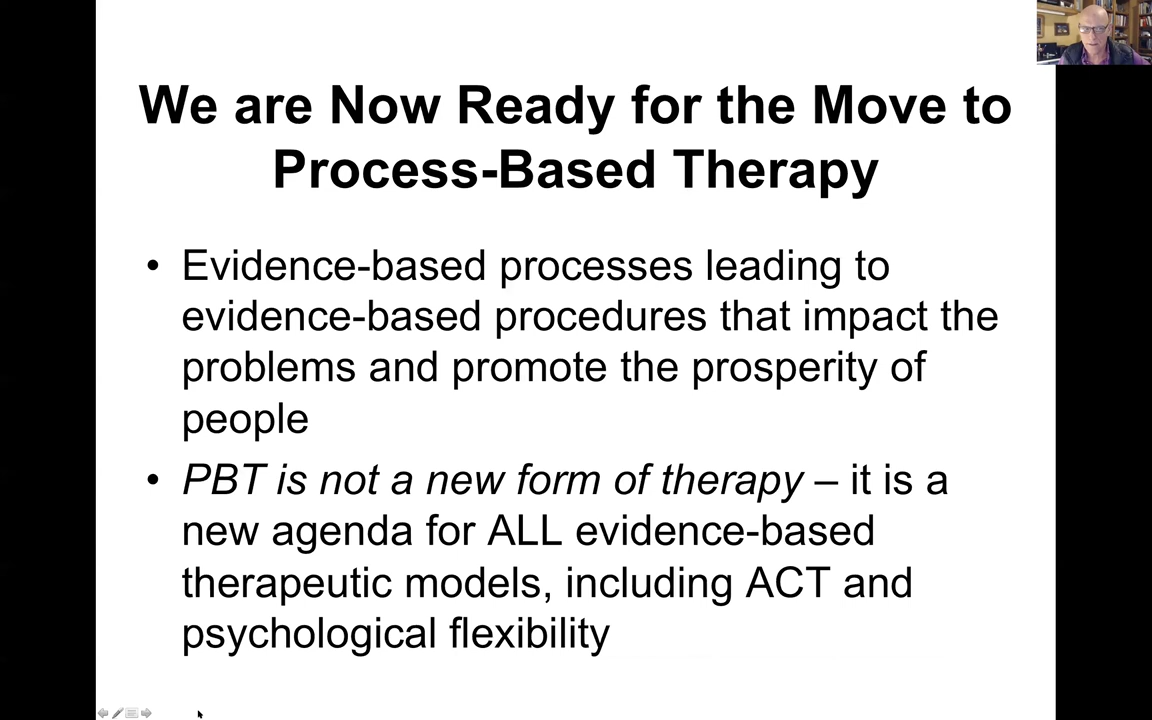 We are Now Ready for the Move to
Process-Based Therapy
• Evidence-based processes leading to
evidence-based procedures that impact the
problems and promote the prosperity of
people
• PBT is not a new form of therapy – it is a
new agenda for ALL evidence-based
therapeutic models, including ACT and
psychological flexibility